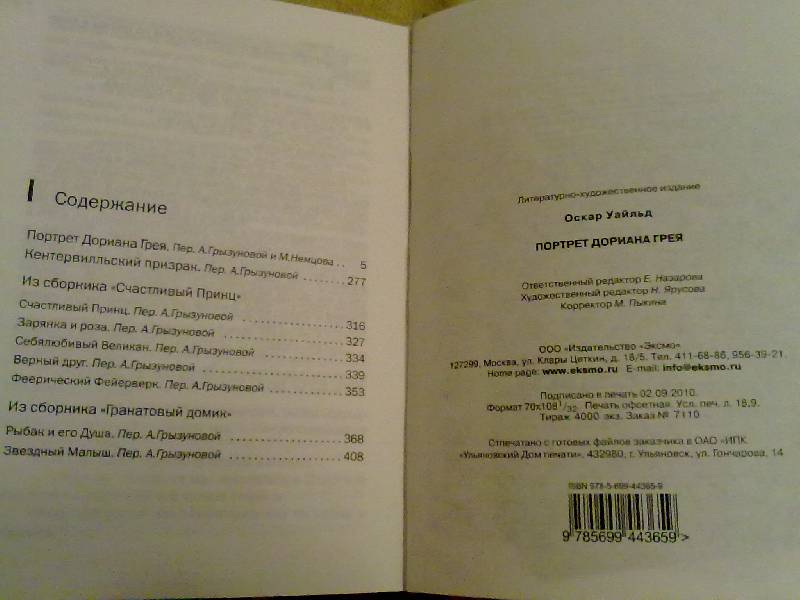 Содержание
Портрет Дориана Грея. Пер. А.Грызуновой и М.Немцова . . 5
Кентервилльский призрак. Пер. А.Грызуновой ............ 277
Из сборника «Счастливый Принц»
Счастливый Принц. Пер. А.Грызуновой .................... 316
Зарянка и роза. Пер. А.Грызуновой ....................... 327
Себялюбивый Великан. Пер. А.Грызуновой ................ 334
Верный друг. Пер. А.Грызуновой ......................... 339
Феерический Фейерверк. Пер. А.Грызуновой .............. 353
Из сборника «Гранатовый домик»
Рыбак и его Душа. Пер. А.Грызуновой .................... 368
Звездный Малыш. Пер. А.Грызуновой ..................... 408
Литературно-художественное издание
Оскар Уайльд
ПОРТРЕТ ДОРИАНА ГРЕЯ
Ответственный редактор Е. Назарова
Художественный редактор Н. Ярусова
Корректор М. Пыкина
ООО «Издательство «Эксмо»
127299, Москва, ул. Клары Цеткин, д. 18/5. Тел. 411-68-86, 956-39-21.
Home page: www.eksmo.ru E-mail: info@eksmo.ru
Подписано в печать 02.09.2010.
Формат 70x108 1/32. Печать офсетная. Усл. печ. л. 18,9.
Тираж 4000 экз. Заказ № 7110
Отпечатано с готовых файлов заказчика в ОАО «ИПК
«Ульяновский Дом печати», 432980, г. Ульяновск, ул. Гончарова, 14
ISBN 978-5-699-44365-9
9 785699 443659 >